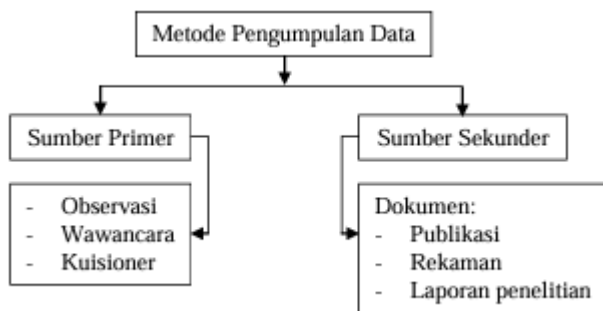 Metode Pengumpulan Data
Sumber Primer
Sumber Sekunder
- Observasi
- Wawancara
- Kuisioner
Dokumen:
- Publikasi
- Rekaman
- Laporan penelitian